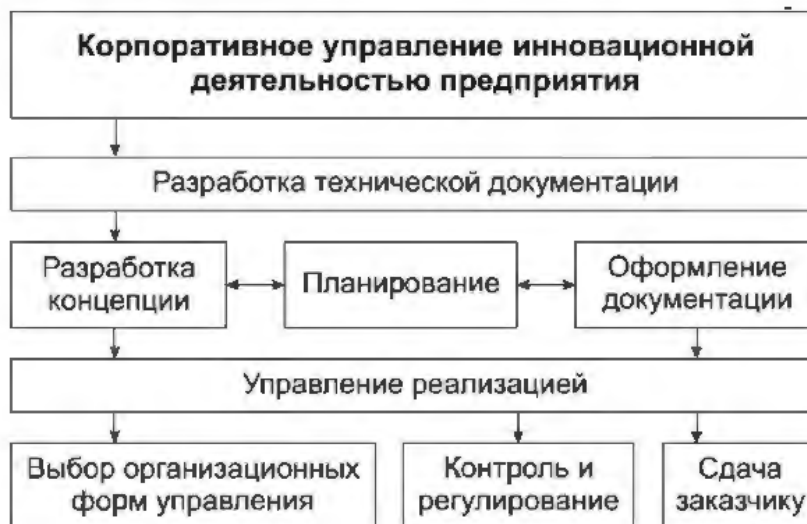 Корпоративное управление инновационной
деятельностью предприятия
Разработка технической документации
Разработка
концепции
Планирование
Оформление
документации
Управление реализацией
Выбор организационных
форм управления
Контроль и
регулирование
Сдача
заказчику